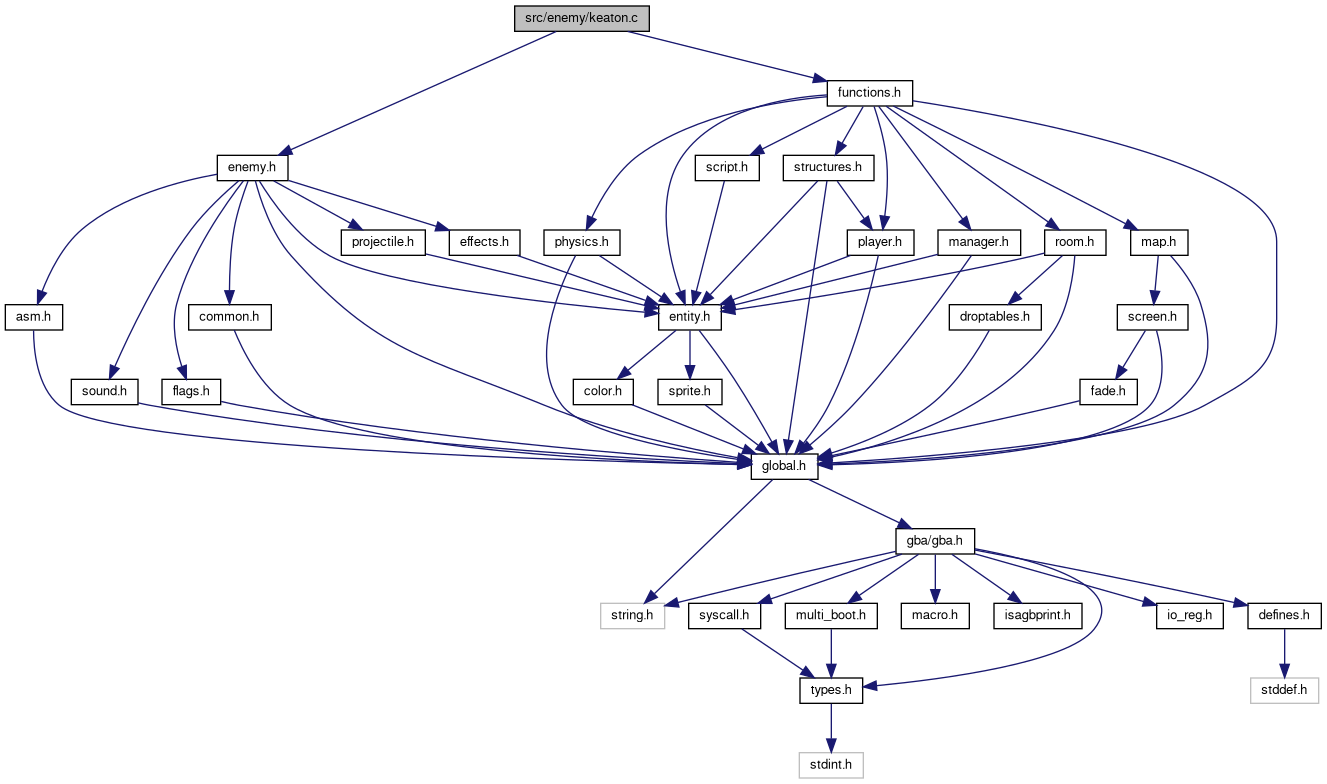 src/enemy/keaton.c
functions.h
enemy.h
script.h
structures.h
projectile.h
effects.h
physics.h
player.h
manager.h
room.h
map.h
asm.h
common.h
entity.h
droptables.h
screen.h
sound.h
flags.h
color.h
sprite.h
fade.h
global.h
gba/gba.h
string.h
syscall.h
multi_boot.h
macro.h
isagbprint.h
io_reg.h
defines.h
types.h
stddef.h
stdint.h